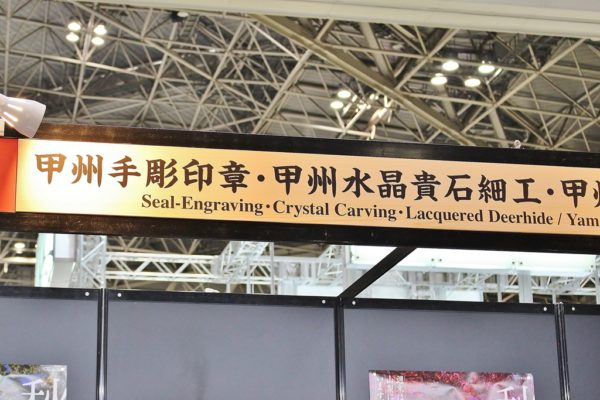 甲州手彫印章・甲州水晶貴石細工・甲州
Seal-Engraving・Crystal Carving・Lacquered Deerhide / Yam